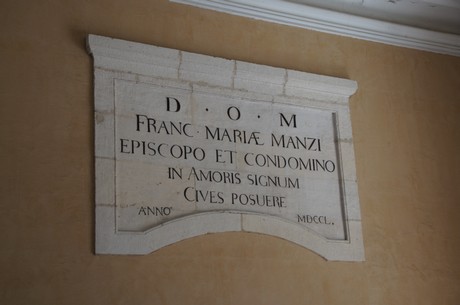 D · O · M
FRANC · MARIÆ MANZI
EPISCOPO ET CONDOMINO
IN AMORIS SIGNUM
CIVES POSUERE
ANNO MDCCL.